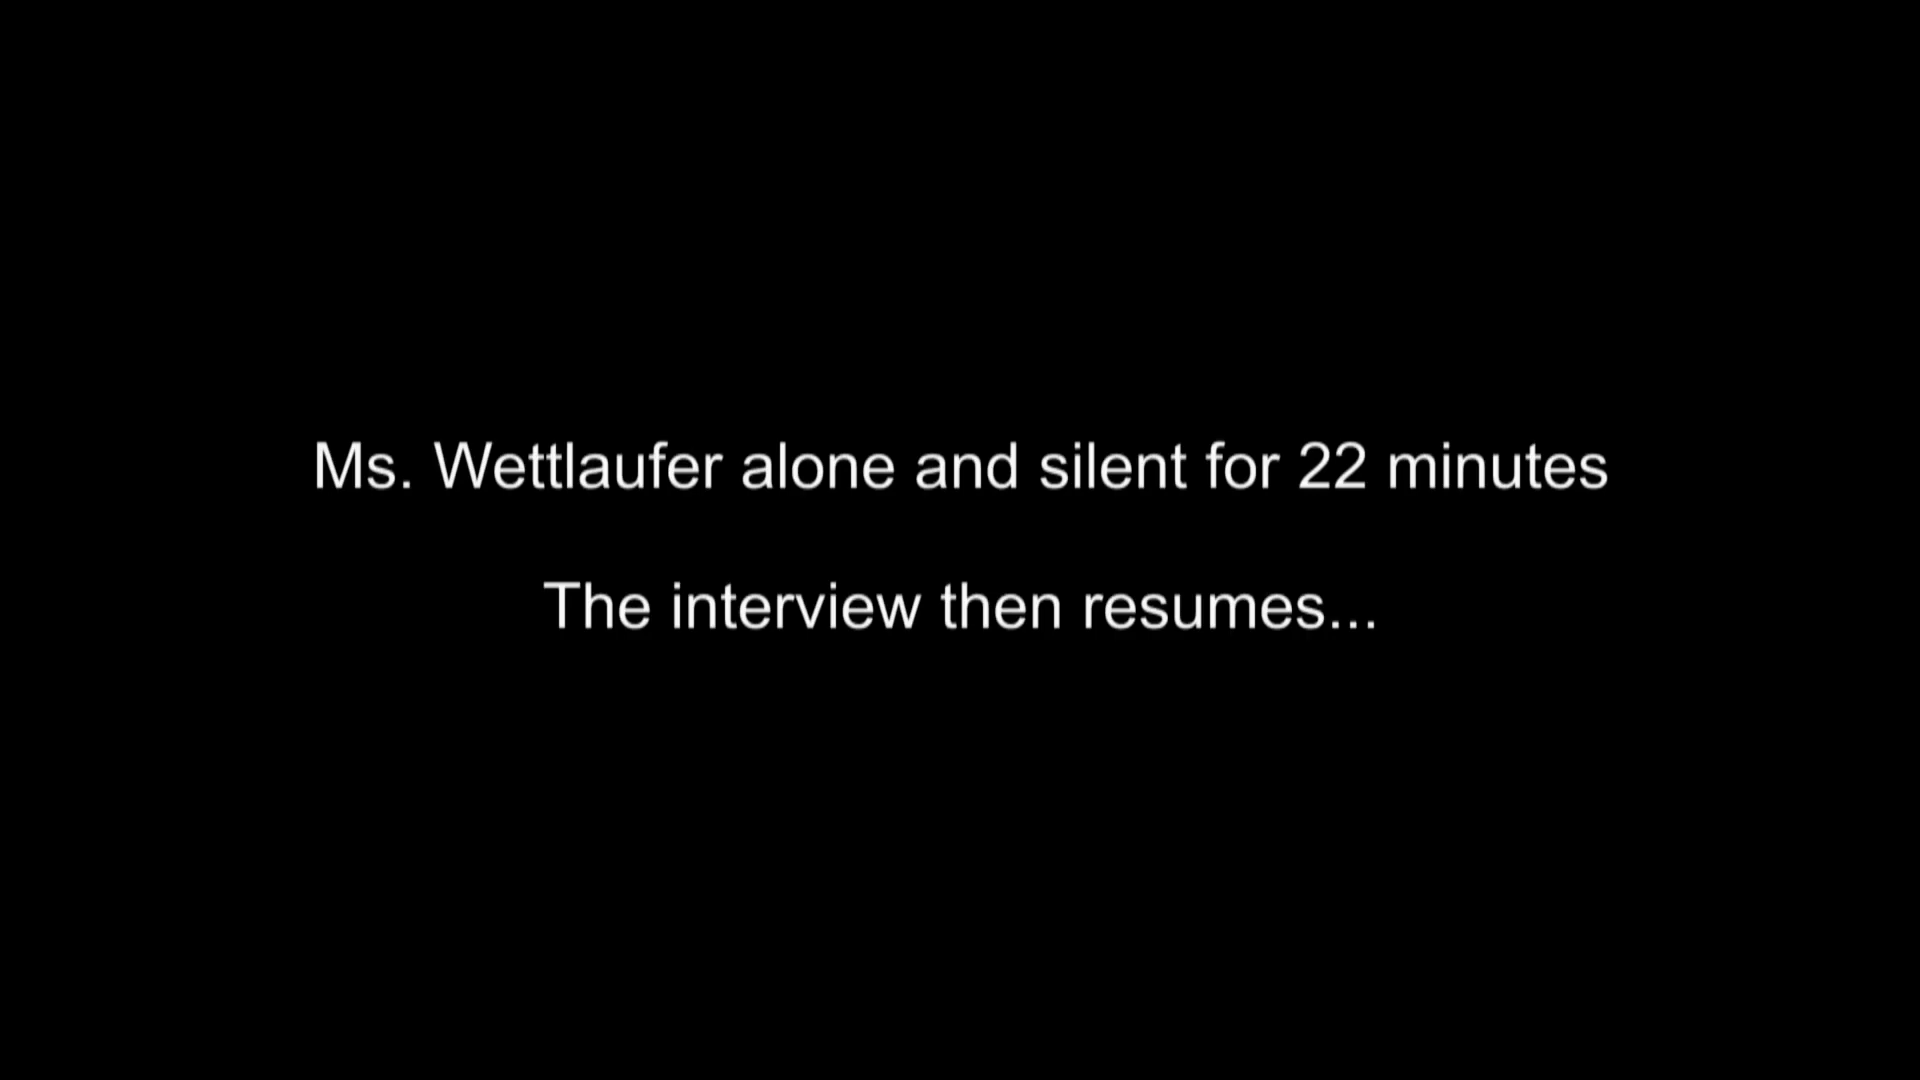 Ms. Wettlaufer alone and silent for 22 minutes
The interview then resumes...